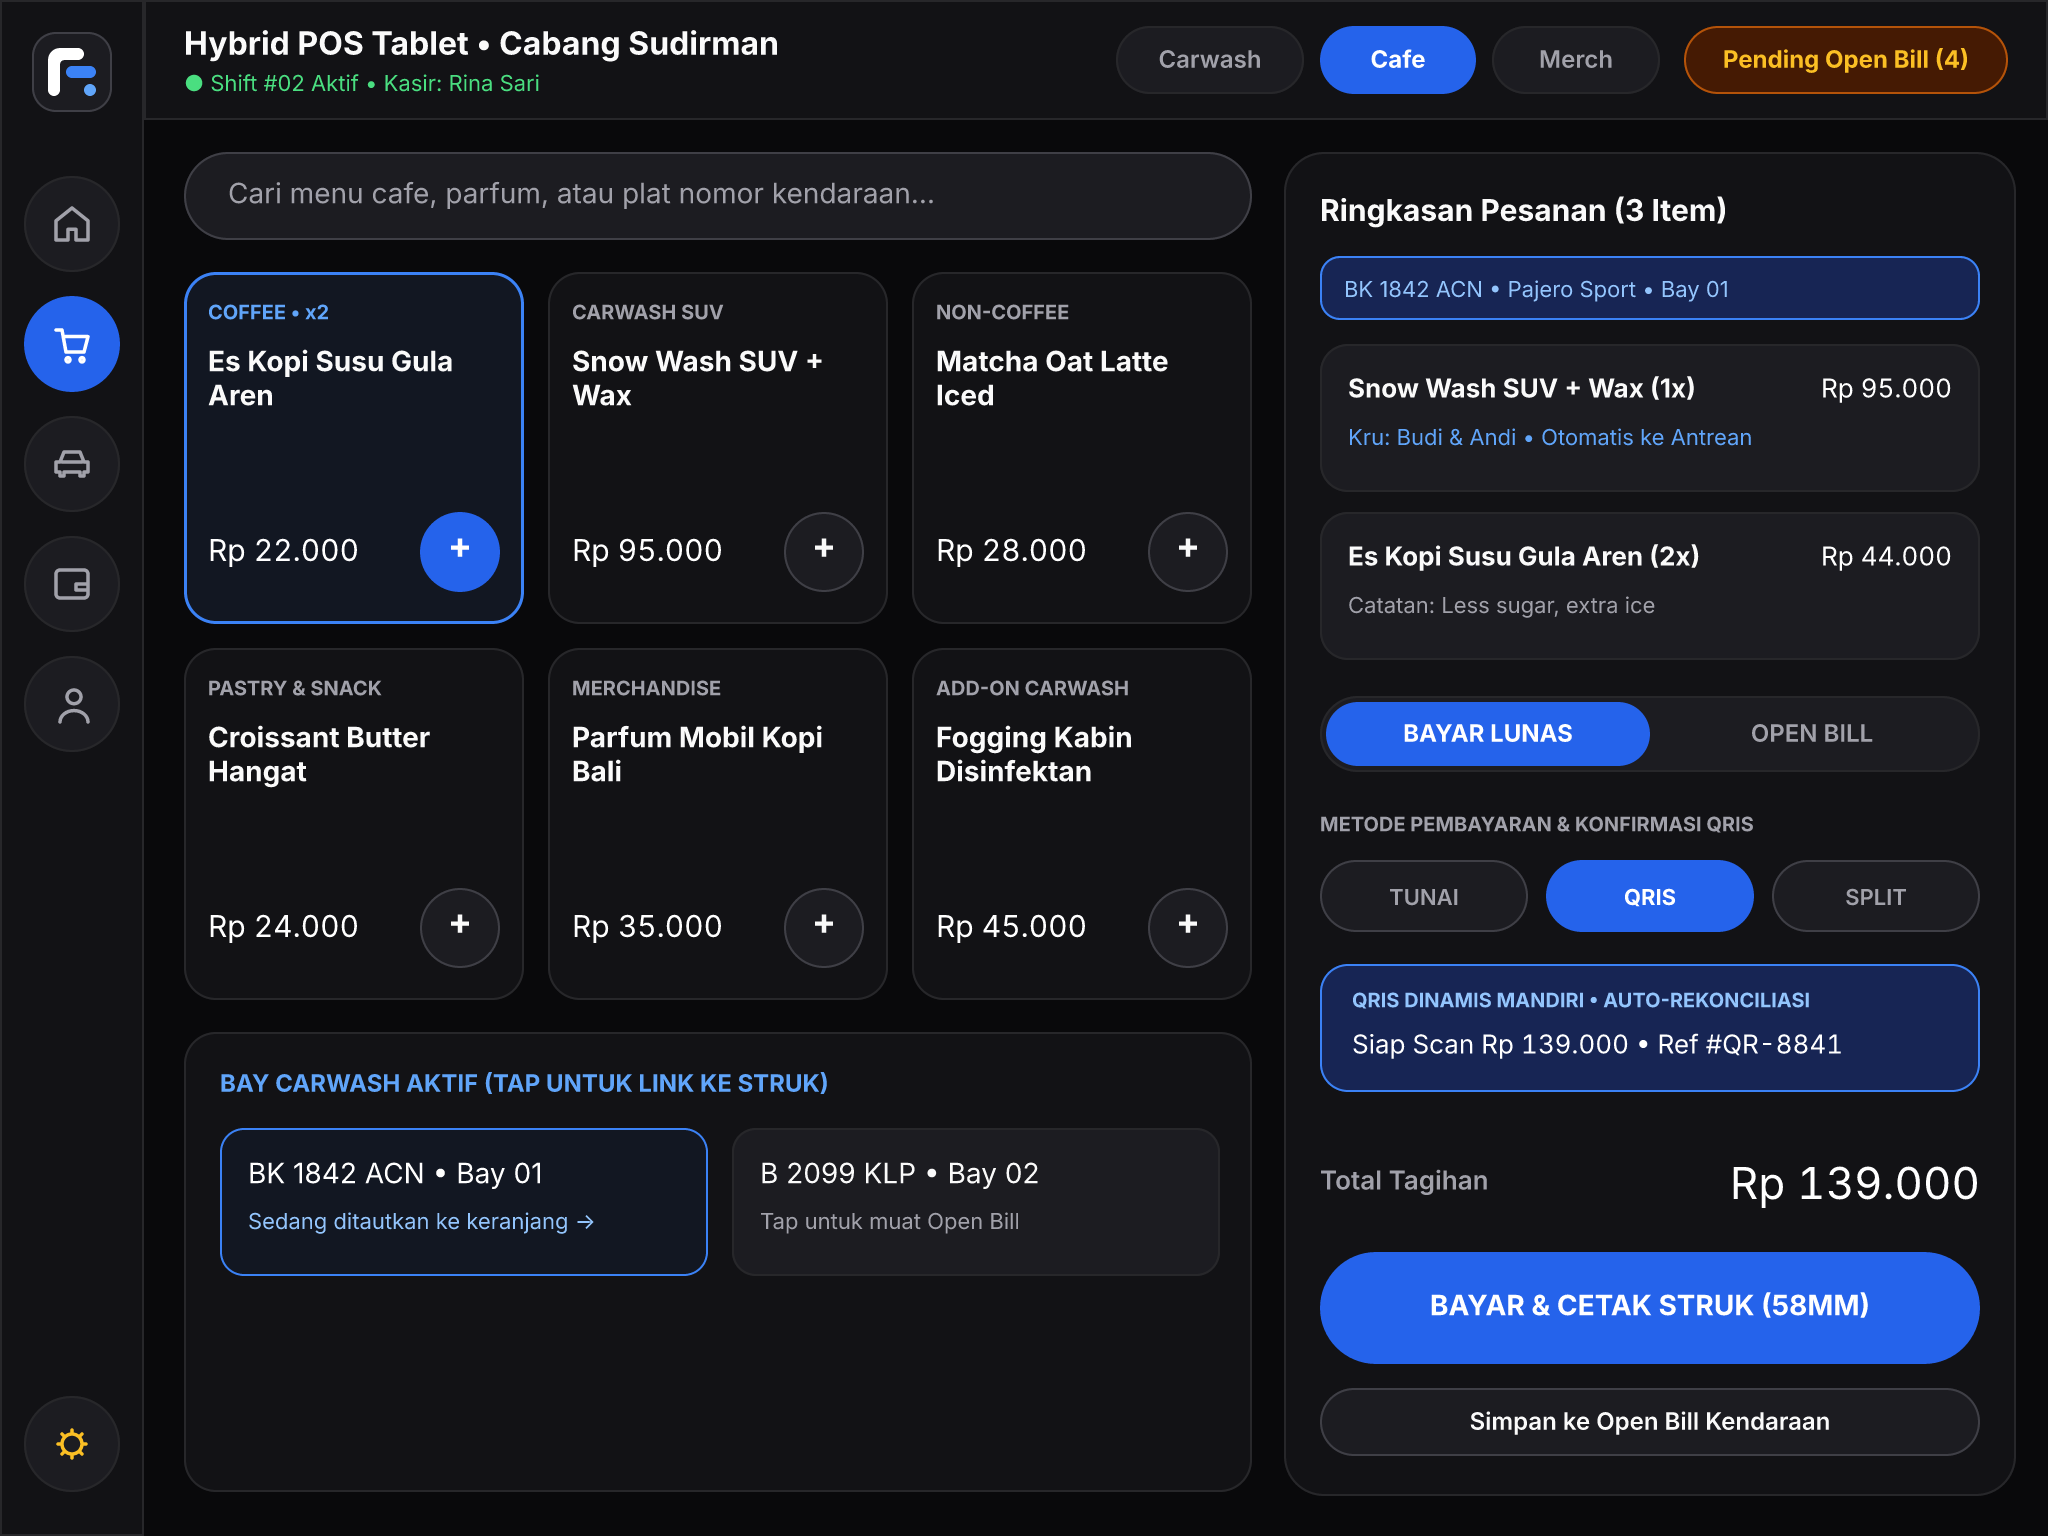 Hybrid POS Tablet • Cabang Sudirman
Shift #02 Aktif • Kasir: Rina Sari
Carwash
Cafe
Merch
Pending Open Bill (4)
Cari menu cafe, parfum, atau plat nomor kendaraan...
COFFEE • x2
Es Kopi Susu Gula
Aren
Rp 22.000
+
CARWASH SUV
Snow Wash SUV +
Wax
Rp 95.000
+
NON-COFFEE
Matcha Oat Latte
Iced
Rp 28.000
+
PASTRY & SNACK
Croissant Butter
Hangat
Rp 24.000
+
MERCHANDISE
Parfum Mobil Kopi
Bali
Rp 35.000
+
ADD-ON CARWASH
Fogging Kabin
Disinfektan
Rp 45.000
+
BAY CARWASH AKTIF (TAP UNTUK LINK KE STRUK)
BK 1842 ACN • Bay 01
Sedang ditautkan ke keranjang →
B 2099 KLP • Bay 02
Tap untuk muat Open Bill
Ringkasan Pesanan (3 Item)
BK 1842 ACN • Pajero Sport • Bay 01
Snow Wash SUV + Wax (1x)
Rp 95.000
Kru: Budi & Andi • Otomatis ke Antrean
Es Kopi Susu Gula Aren (2x)
Rp 44.000
Catatan: Less sugar, extra ice
BAYAR LUNAS
OPEN BILL
METODE PEMBAYARAN & KONFIRMASI QRIS
TUNAI
QRIS
SPLIT
QRIS DINAMIS MANDIRI • AUTO-REKONCILIASI
Siap Scan Rp 139.000 • Ref #QR-8841
Total Tagihan
Rp 139.000
BAYAR & CETAK STRUK (58MM)
Simpan ke Open Bill Kendaraan